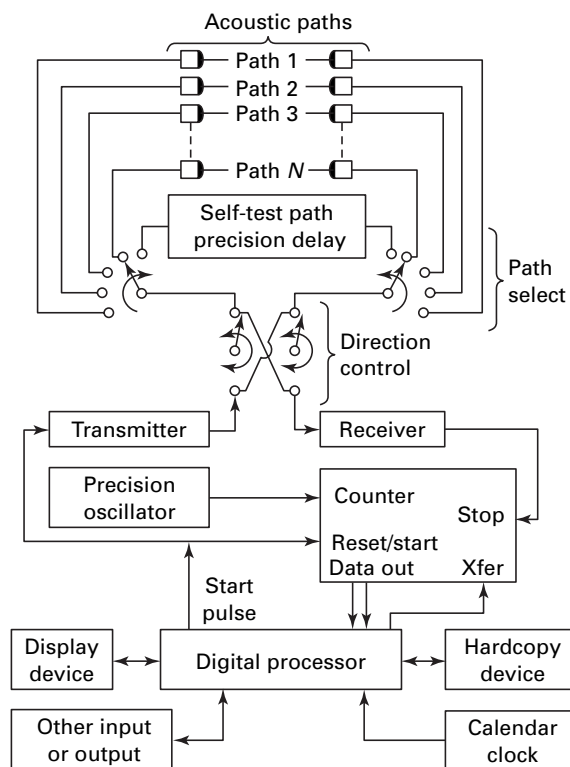 Acoustic paths
Path 1
Path 2
Path 3
Path N
Self-test path
precision delay
Path
select
Direction
control
Transmitter
Receiver
Precision
oscillator
Counter
Stop
Reset/start
Data out
Xfer
Start
pulse
Display
device
Digital processor
Hardcopy
device
Other input
or output
Calendar
clock